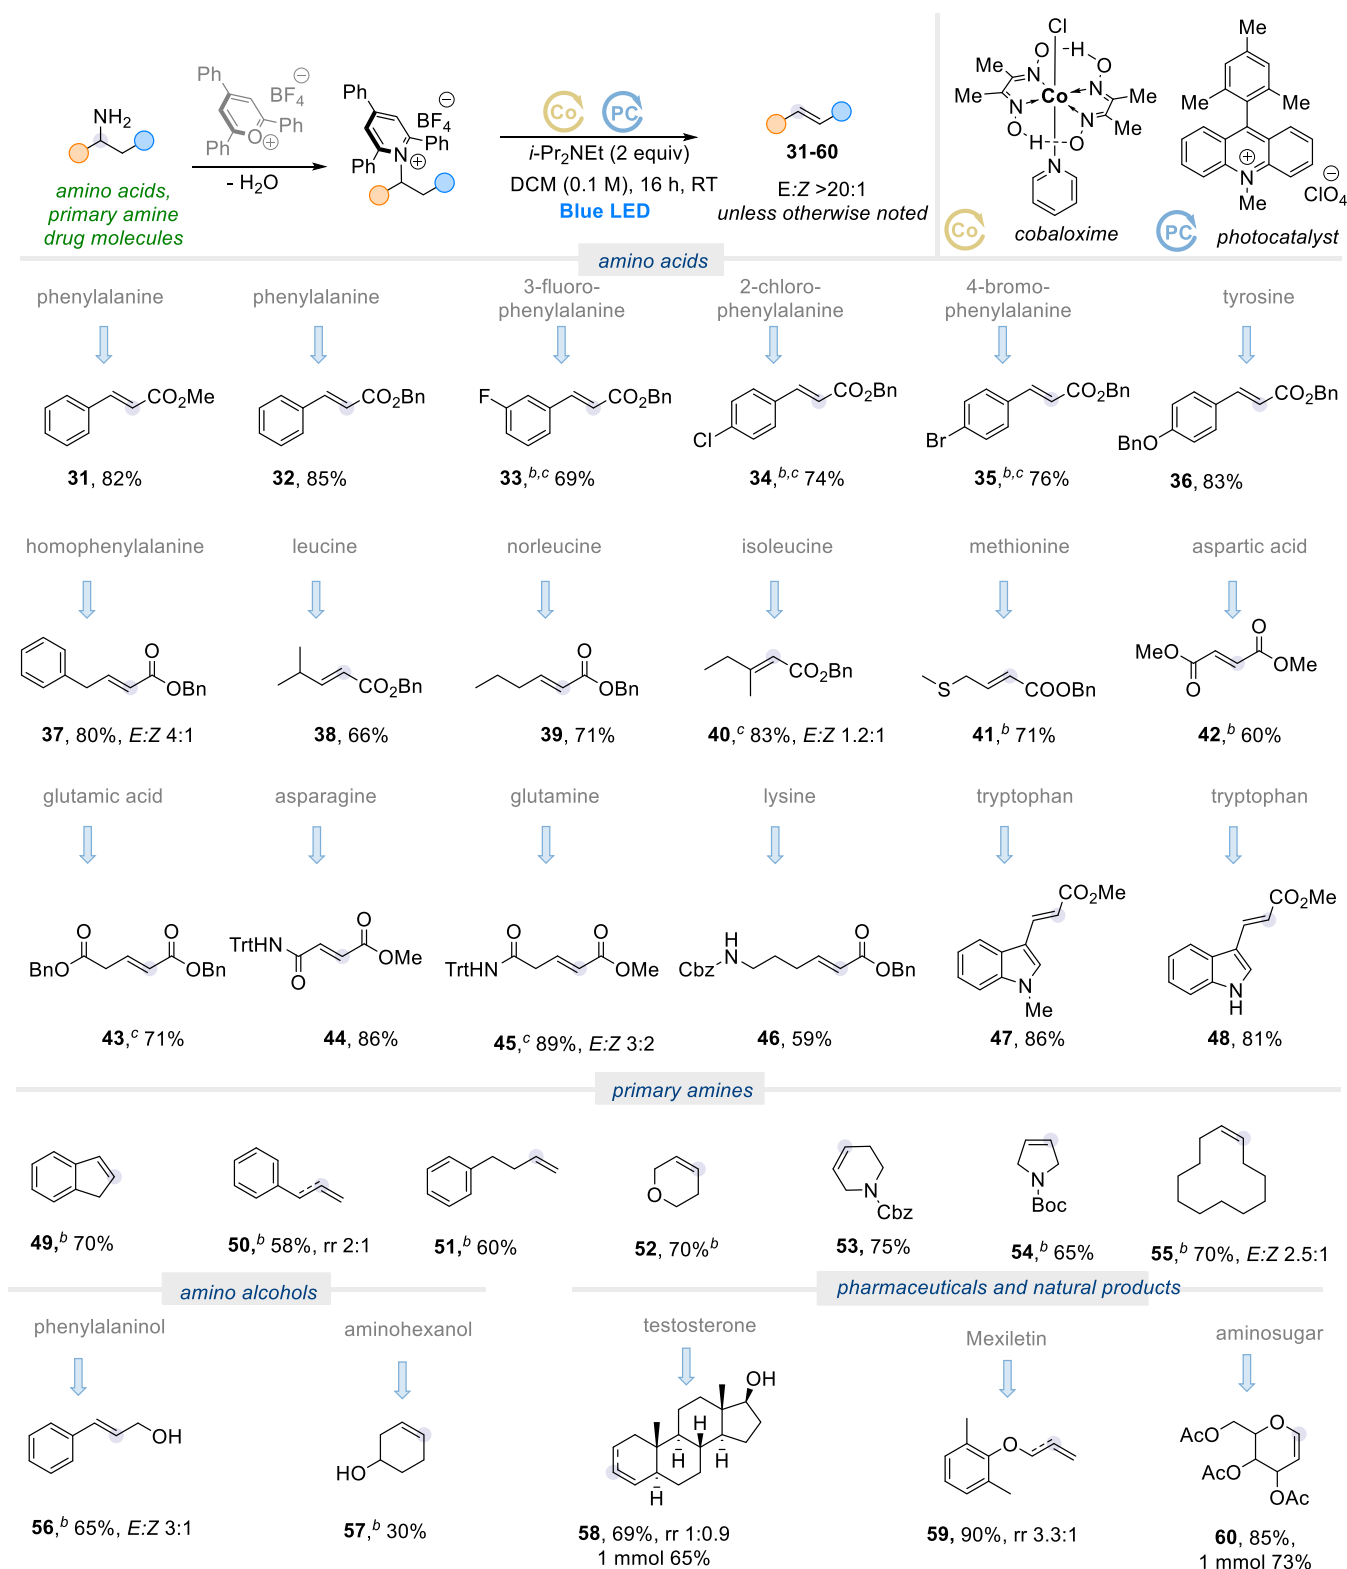 NH2
Ph
Ph
Ph
O
⊕
BF4
⊖
- H2O
amino acids,
primary amine
drug molecules
Ph
Ph
Ph
Ph
N
⊕
BF4
⊖
Co
PC
i-Pr2NEt (2 equiv)
DCM (0.1 M), 16 h, RT
Blue LED
31-60
E:Z >20:1
unless otherwise noted
Cl
O
-H
O
Me
Me
N
N
Co
N
N
Me
Me
O
H
O
N
Co
cobaloxime
Me
Me
Me
⊕
N
Me
⊖
ClO4
PC
photocatalyst
amino acids
phenylalanine
phenylalanine
3-fluoro-
phenylalanine
2-chloro-
phenylalanine
4-bromo-
phenylalanine
tyrosine
CO2Me
CO2Bn
F
CO2Bn
Cl
CO2Bn
Br
CO2Bn
BnO
CO2Bn
31, 82%
32, 85%
33,b,c 69%
34,b,c 74%
35,b,c 76%
36, 83%
homophenylalanine
leucine
norleucine
isoleucine
methionine
aspartic acid
O
OBn
CO2Bn
O
OBn
CO2Bn
S
COOBn
MeO
O
O
OMe
37, 80%, E:Z 4:1
38, 66%
39, 71%
40,c 83%, E:Z 1.2:1
41,b 71%
42,b 60%
glutamic acid
asparagine
glutamine
lysine
tryptophan
tryptophan
O
O
BnO
OBn
TrtHN
O
O
OMe
O
O
TrtHN
OMe
H
N
Cbz
O
OBn
CO2Me
N
Me
CO2Me
N
H
43,c 71%
44, 86%
45,c 89%, E:Z 3:2
46, 59%
47, 86%
48, 81%
primary amines
O
N
Cbz
N
Boc
49,b 70%
50,b 58%, rr 2:1
51,b 60%
52, 70%b
53, 75%
54,b 65%
55,b 70%, E:Z 2.5:1
amino alcohols
pharmaceuticals and natural products
phenylalaninol
aminohexanol
testosterone
Mexiletin
aminosugar
OH
HO
OH
H
H
H
H
O
AcO
O
AcO
OAc
56,b 65%, E:Z 3:1
57,b 30%
58, 69%, rr 1:0.9
1 mmol 65%
59, 90%, rr 3.3:1
60, 85%,
1 mmol 73%